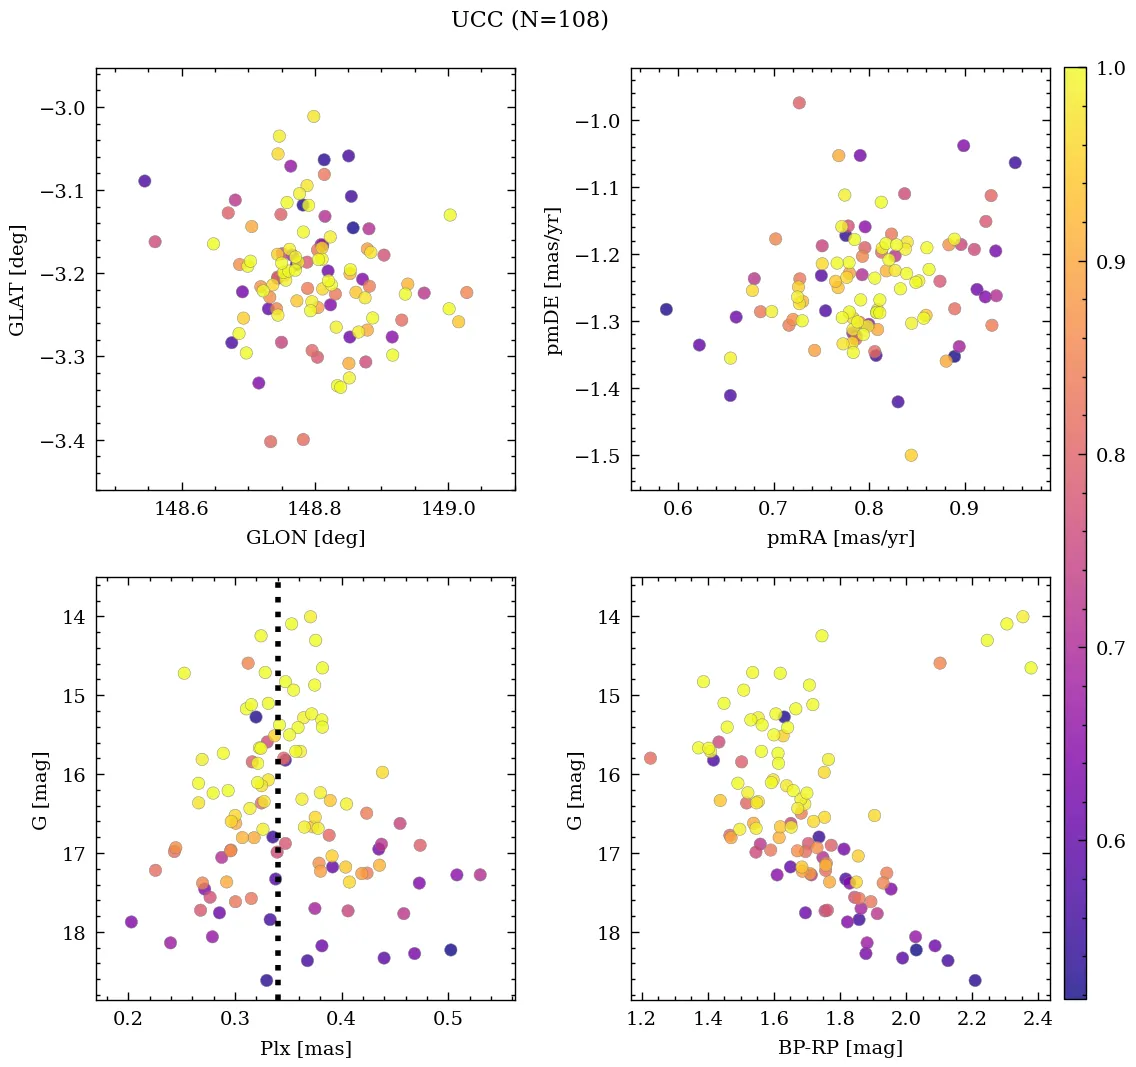 UCC (N=108)
−3.0
−3.1
−3.2
−3.3
−3.4
GLAT [deg]
148.6 148.8 149.0
GLON [deg]
−1.0
−1.1
−1.2
−1.3
−1.4
−1.5
pmDE [mas/yr]
0.6 0.7 0.8 0.9
pmRA [mas/yr]
14
15
16
17
18
G [mag]
0.2 0.3 0.4 0.5
Plx [mas]
14
15
16
17
18
G [mag]
1.2 1.4 1.6 1.8 2.0 2.2 2.4
BP-RP [mag]
1.0
0.9
0.8
0.7
0.6